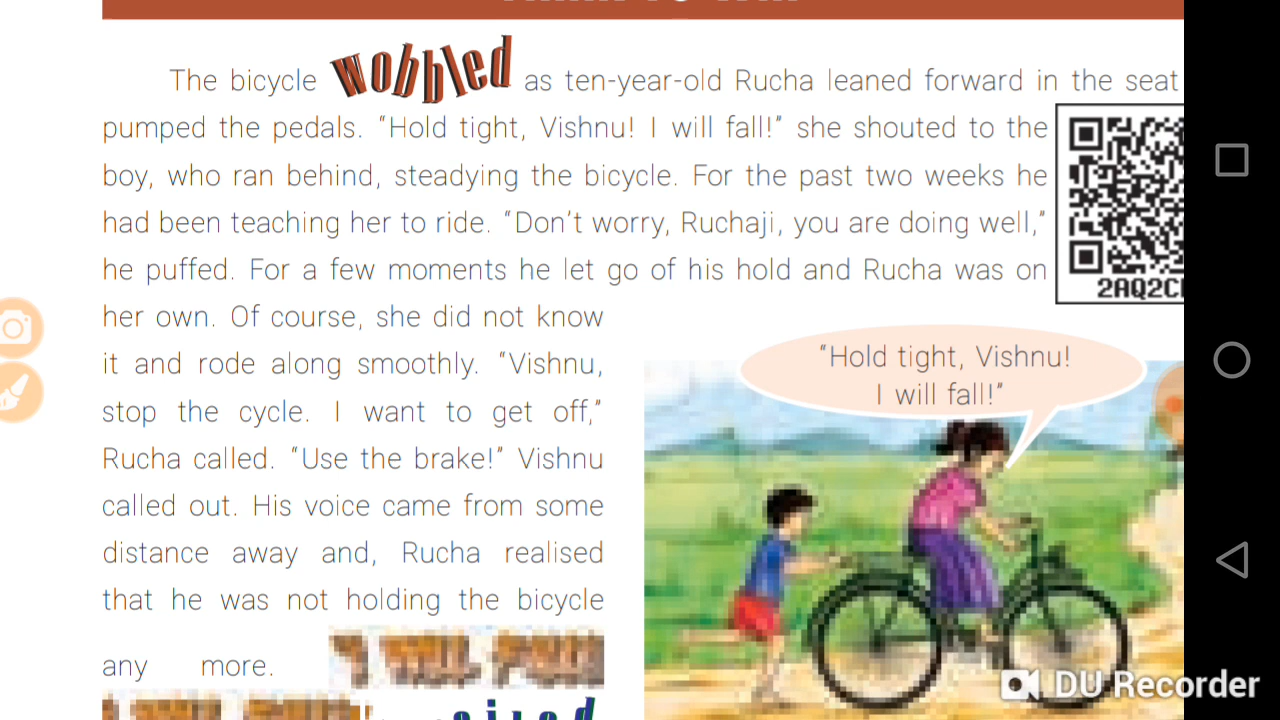 The bicycle wobbled as ten-year-old Rucha leaned forward in the seat
pumped the pedals. “Hold tight, Vishnu! I will fall!” she shouted to the
boy, who ran behind, steadying the bicycle. For the past two weeks he
had been teaching her to ride. “Don't worry, Ruchaji, you are doing well,”
he puffed. For a few moments he let go of his hold and Rucha was on
her own. Of course, she did not know
it and rode along smoothly. “Vishnu,
stop the cycle. I want to get off,”
Rucha called. “Use the brake!” Vishnu
called out. His voice came from some
distance away and, Rucha realised
that he was not holding the bicycle
any more.
2AQ2C
“Hold tight, Vishnu!
I will fall!”
DU Recorder